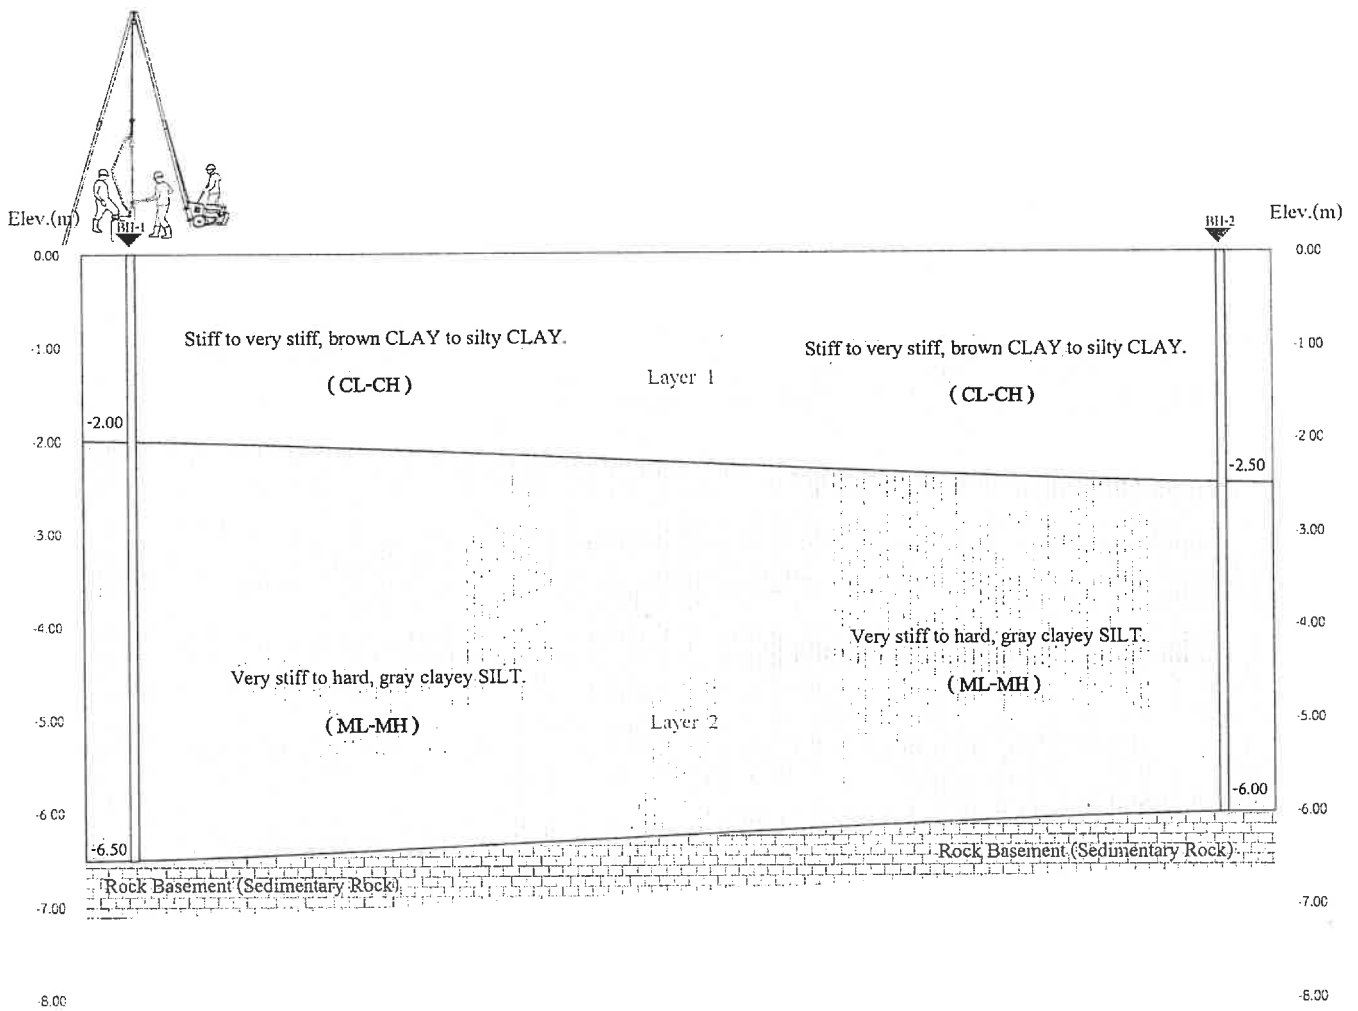 Elev.(m)
BH-1
BH-2
Elev.(m)
0.00
0.00
Stiff to very stiff, brown CLAY to silty CLAY.
Stiff to very stiff, brown CLAY to silty CLAY.
-1.00
-1.00
(CL-CH)
Layer 1
(CL-CH)
-2.00
-2.00
-2.00
-2.50
-3.00
-3.00
-4.00
-4.00
Very stiff to hard, gray clayey SILT.
Very stiff to hard, gray clayey SILT.
(ML-MH)
(ML-MH)
-5.00
Layer 2
-5.00
-6.00
-6.00
-6.00
-6.50
Rock Basement (Sedimentary Rock)
Rock Basement (Sedimentary Rock)
-7.00
-7.00
-8.00
-8.00